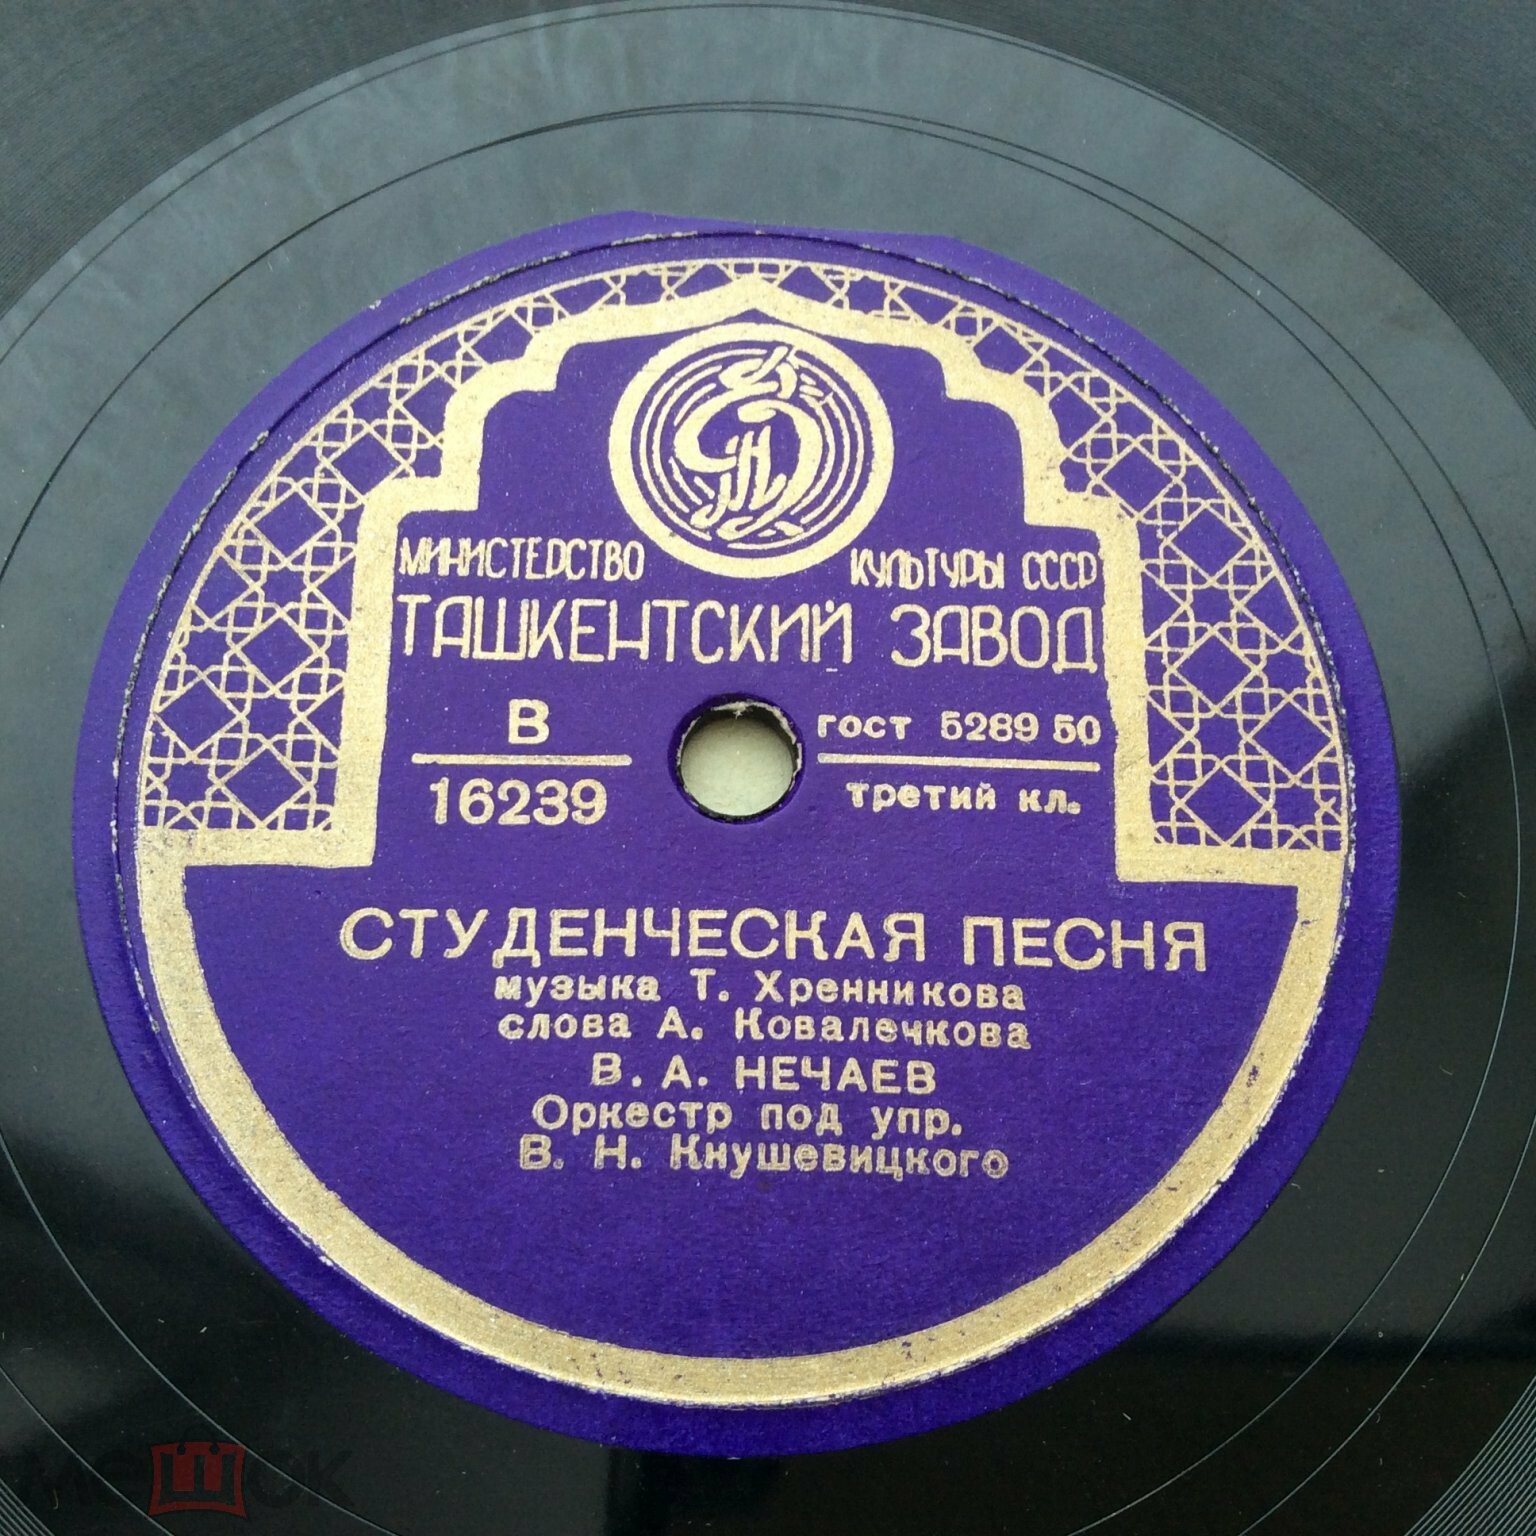 МИНИСТЕРСТВО КУЛЬТУРЫ СССР
ТАШКЕНТСКИЙ ЗАВОД
В
16239
гост 5289 50
третий кл.
СТУДЕНЧЕСКАЯ ПЕСНЯ
музыка Т. Хренникова
слова А. Ковалечкова
В. А. НЕЧАЕВ
Оркестр под упр.
В. Н. Кнушевицкого